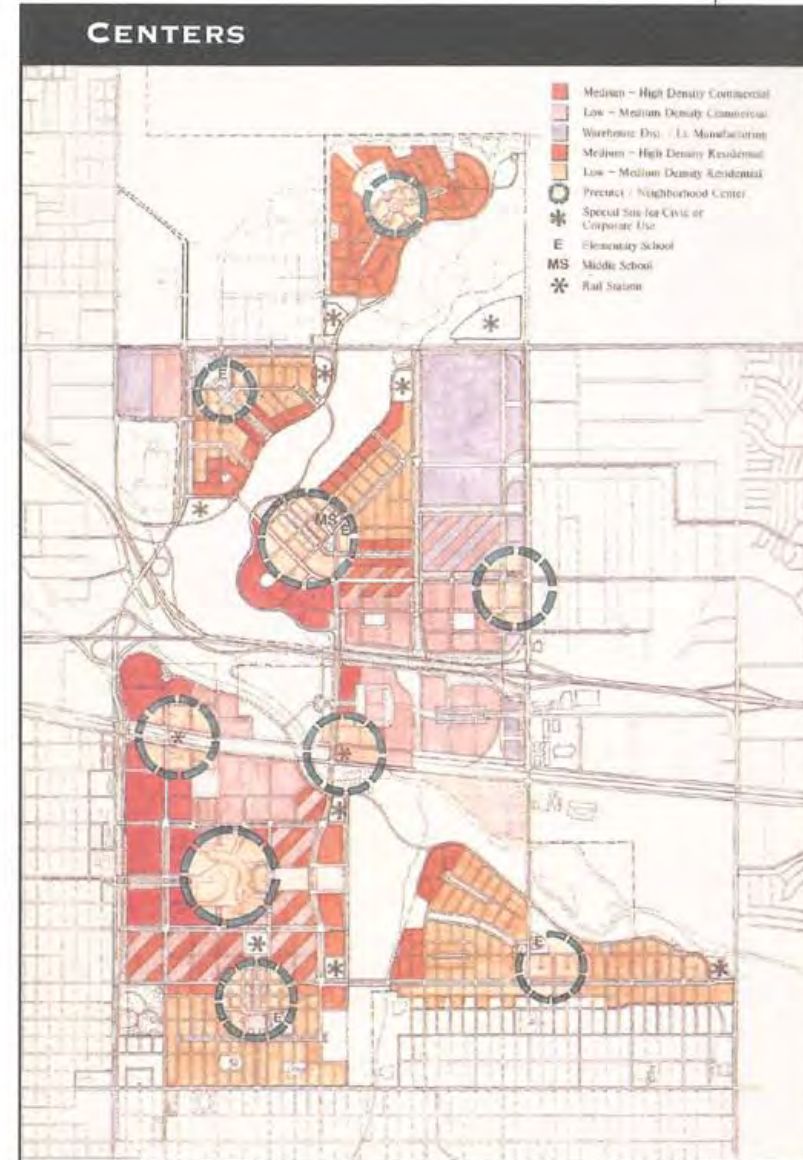 CENTERS
Medium – High Density Commercial
Low – Medium Density Commercial
Warehouse Dist. / Lt. Manufacturing
Medium – High Density Residential
Low – Medium Density Residential
Precinct / Neighborhood Center
Special Site for Civic or
Corporate Use
E Elementary School
MS Middle School
Rail Station
E
MS
E
E
E